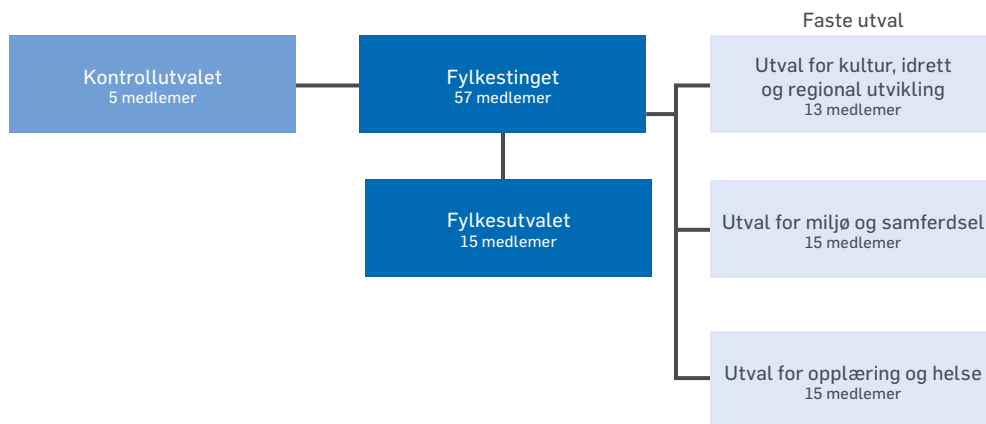 Faste utval
Kontrollutvalet
5 medlemer
Fylkestinget
57 medlemer
Utval for kultur, idrett
og regional utvikling
13 medlemer
Fylkesutvalet
15 medlemer
Utval for miljø og samferdsel
15 medlemer
Utval for opplæring og helse
15 medlemer